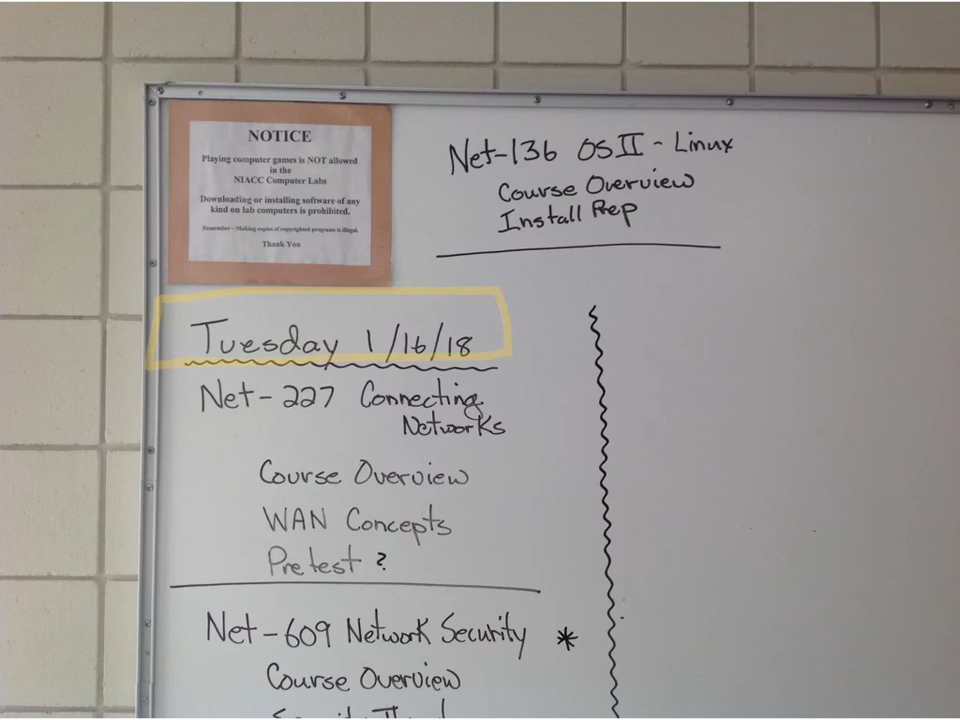 NOTICE
Playing computer games is NOT allowed
in the
NIACC Computer Labs
Downloading or installing software of any
kind on lab computers is prohibited.
Remember - Making copies of copyrighted programs is illegal.
Thank You
Net-136 OS II - Linux
Course Overview
Install Prep
Tuesday 1/16/18
Net-227 Connecting
Networks
Course Overview
WAN Concepts
Pretest ?
Net-609 Network Security *
Course Overview